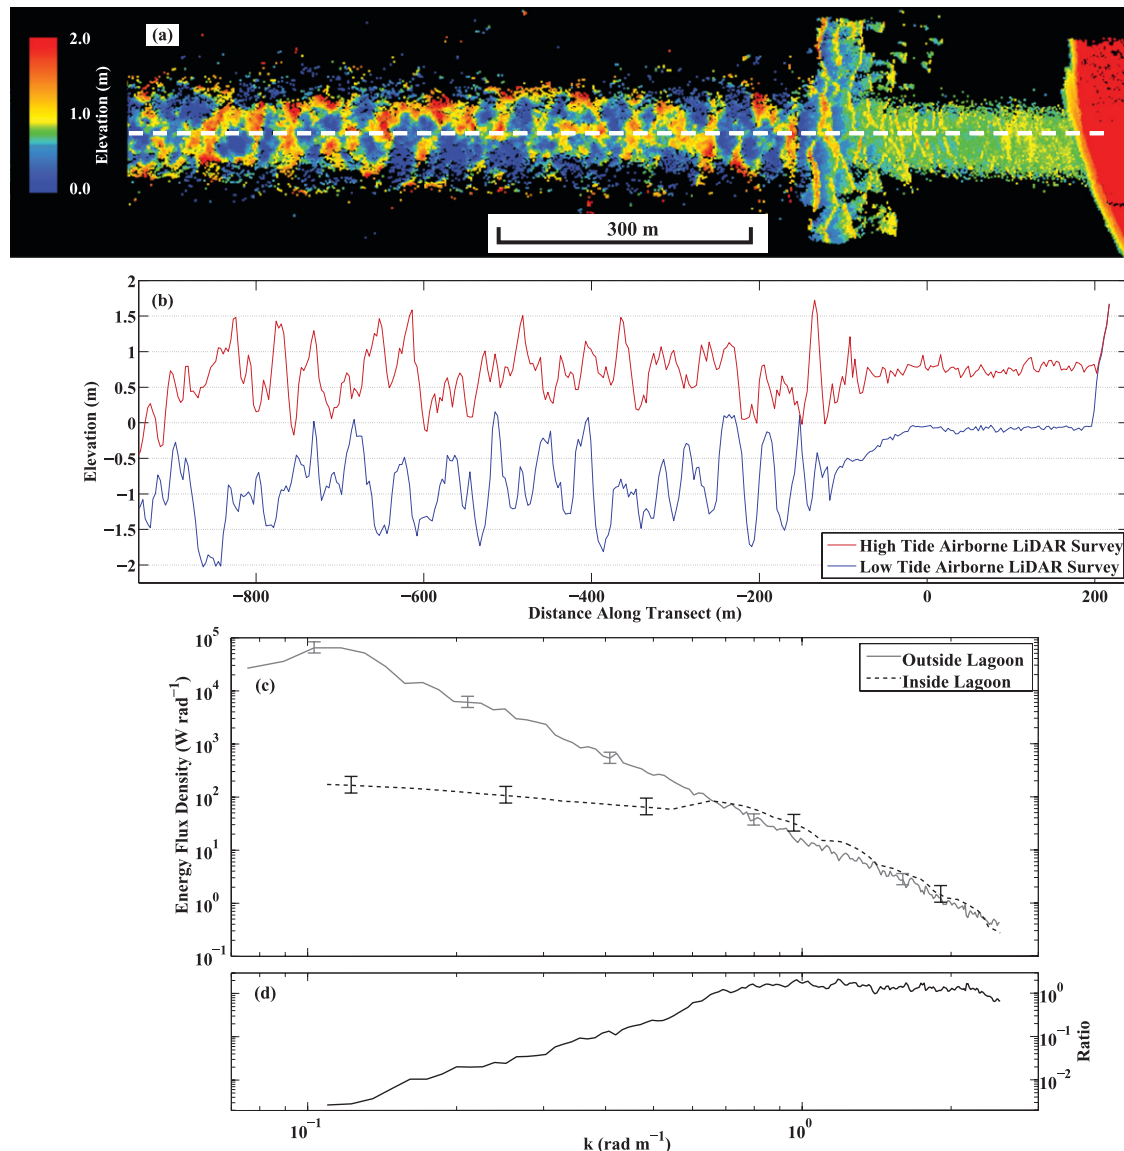 (a)
2.0
1.0
0.0
Elevation (m)
300 m
(b)
2
1.5
1
0.5
0
−0.5
−1
−1.5
−2
Elevation (m)
High Tide Airborne LiDAR Survey
Low Tide Airborne LiDAR Survey
−800 −600 −400 −200 0 200
Distance Along Transect (m)
(c)
10^5
10^4
10^3
10^2
10^1
10^0
10^−1
Energy Flux Density (W rad^−1)
Outside Lagoon
Inside Lagoon
(d)
10^0
10^−1
10^−2
Ratio
10^−1 10^0
k (rad m^−1)